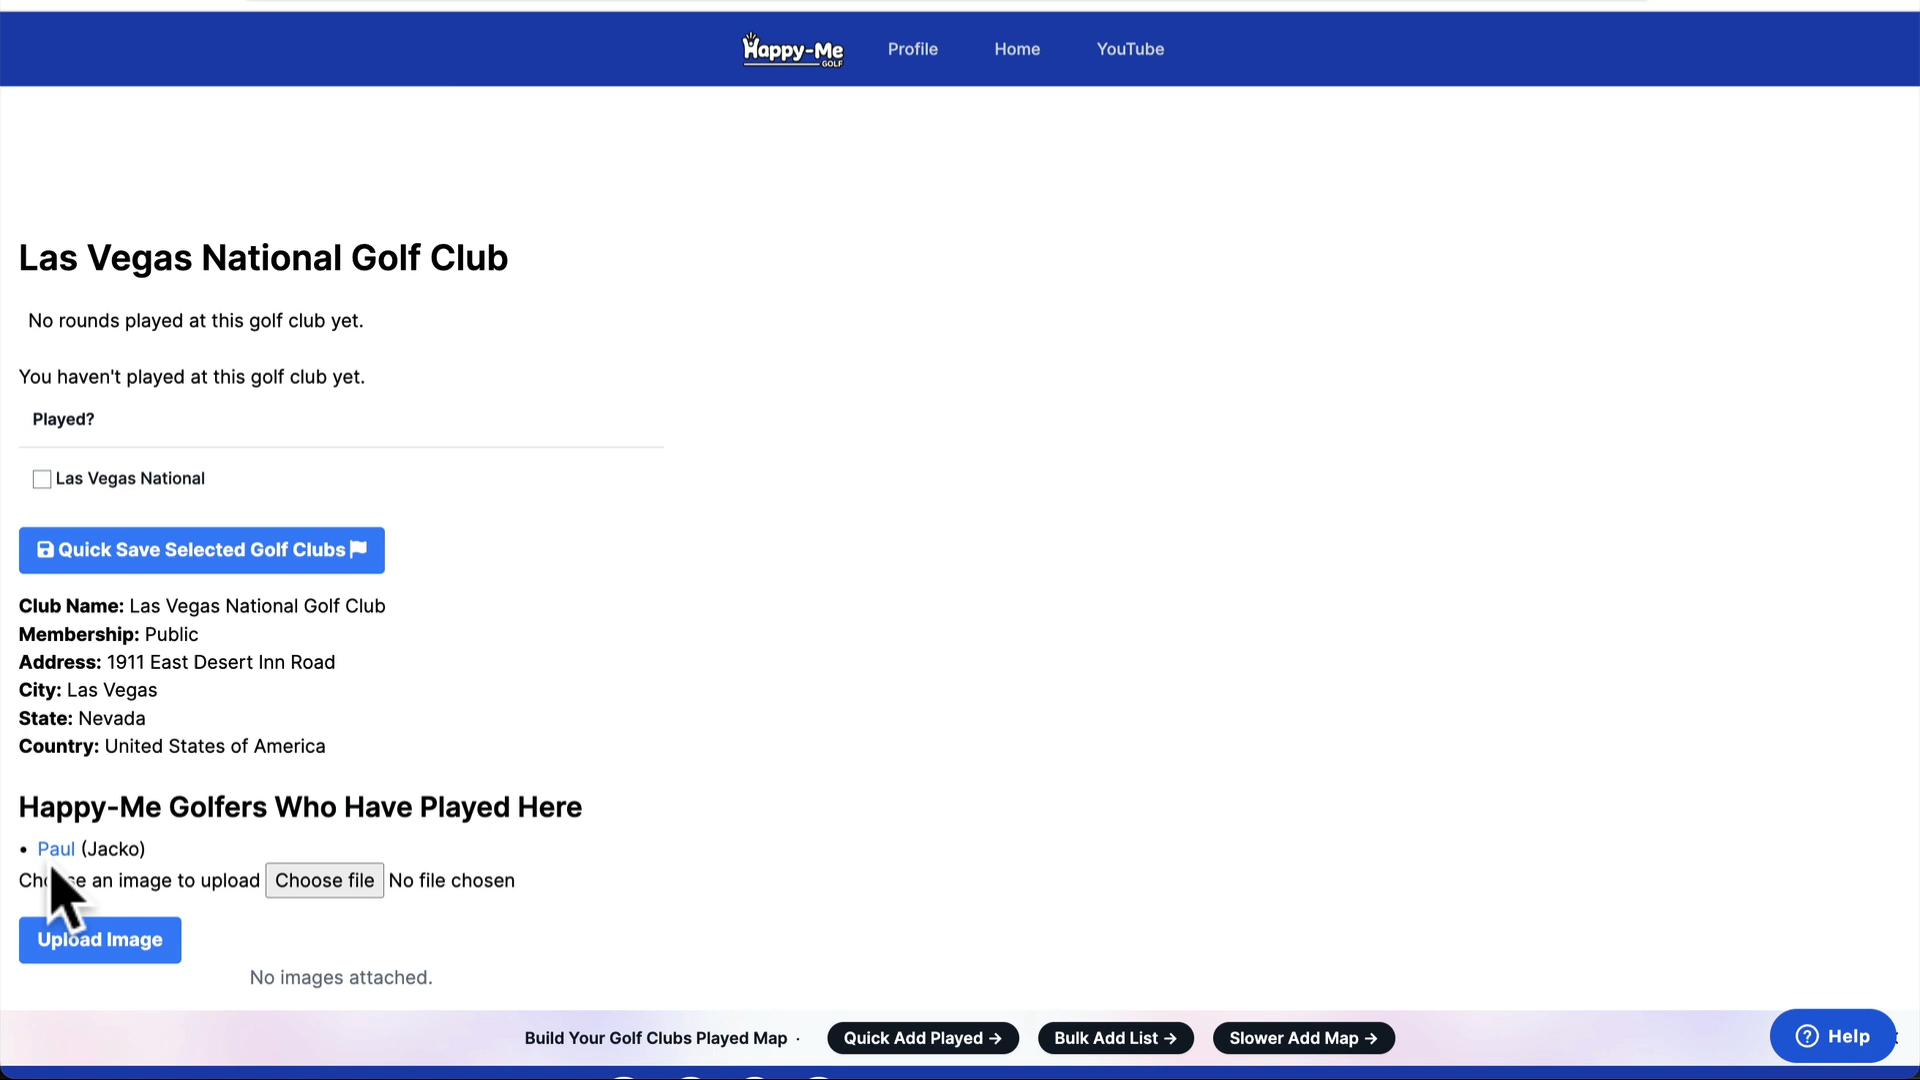 Happy-Me
GOLF
Profile
Home
YouTube
Las Vegas National Golf Club
No rounds played at this golf club yet.
You haven't played at this golf club yet.
Played?
Las Vegas National
Quick Save Selected Golf Clubs
Club Name: Las Vegas National Golf Club
Membership: Public
Address: 1911 East Desert Inn Road
City: Las Vegas
State: Nevada
Country: United States of America
Happy-Me Golfers Who Have Played Here
• Paul (Jacko)
an image to upload Choose file No file chosen
Upload Image
No images attached.
Build Your Golf Clubs Played Map · Quick Add Played → Bulk Add List → Slower Add Map →
? Help